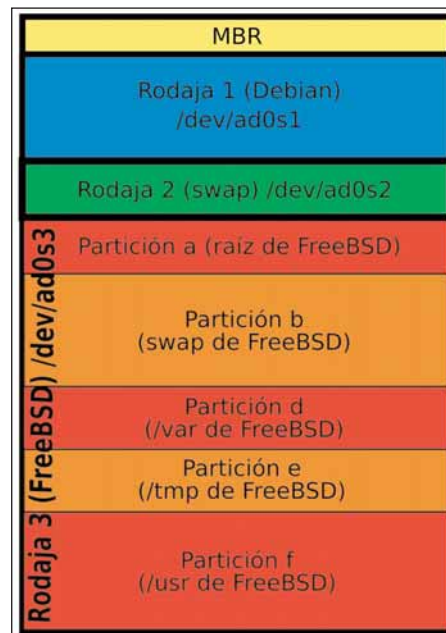 MBR
Rodaja 1 (Debian)
/dev/ad0s1
Rodaja 2 (swap) /dev/ad0s2
Rodaja 3 (FreeBSD) /dev/ad0s3
Partición a (raíz de FreeBSD)
Partición b
(swap de FreeBSD)
Partición d
(/var de FreeBSD)
Partición e
(/tmp de FreeBSD)
Partición f
(/usr de FreeBSD)